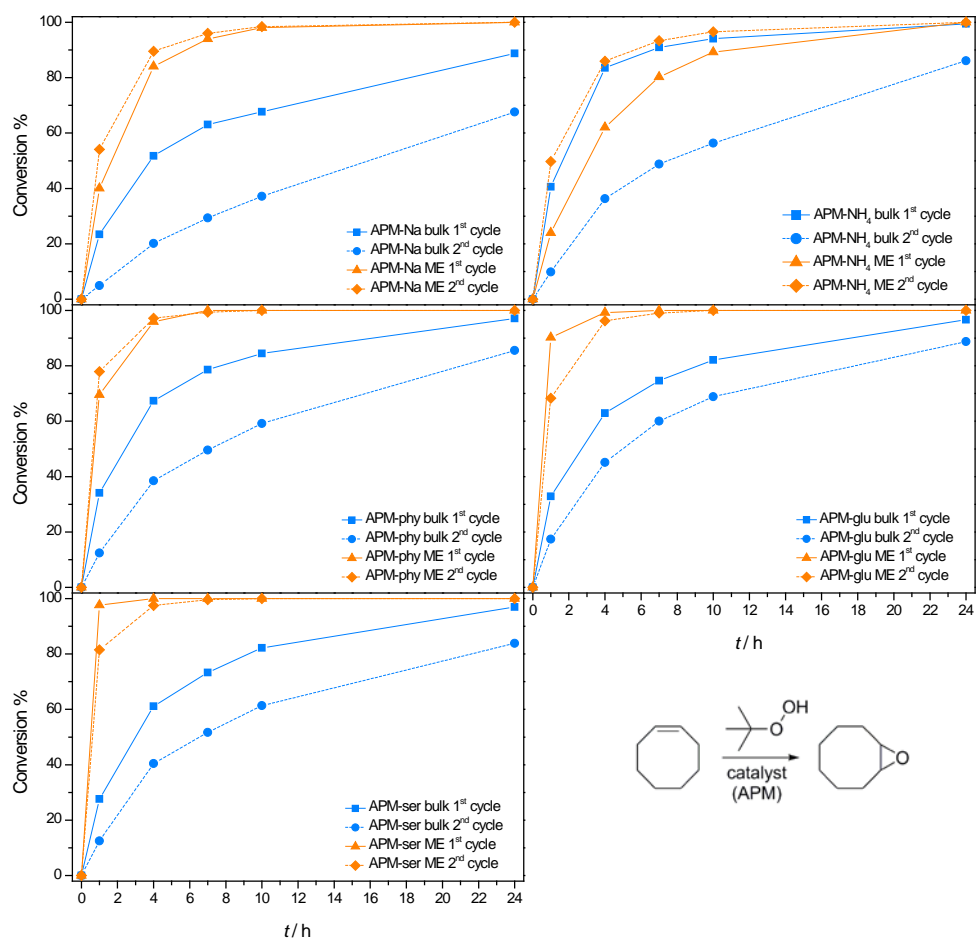 100
80
60
40
20
0
Conversion %
APM-Na bulk 1st cycle
APM-Na bulk 2nd cycle
APM-Na ME 1st cycle
APM-Na ME 2nd cycle
APM-NH4 bulk 1st cycle
APM-NH4 bulk 2nd cycle
APM-NH4 ME 1st cycle
APM-NH4 ME 2nd cycle
100
80
60
40
20
0
Conversion %
APM-phy bulk 1st cycle
APM-phy bulk 2nd cycle
APM-phy ME 1st cycle
APM-phy ME 2nd cycle
APM-glu bulk 1st cycle
APM-glu bulk 2nd cycle
APM-glu ME 1st cycle
APM-glu ME 2nd cycle
0 2 4 6 8 10 12 14 16 18 20 22 24
t / h
100
80
60
40
20
0
Conversion %
APM-ser bulk 1st cycle
APM-ser bulk 2nd cycle
APM-ser ME 1st cycle
APM-ser ME 2nd cycle
0 2 4 6 8 10 12 14 16 18 20 22 24
t / h
OH
O
catalyst
(APM)
O